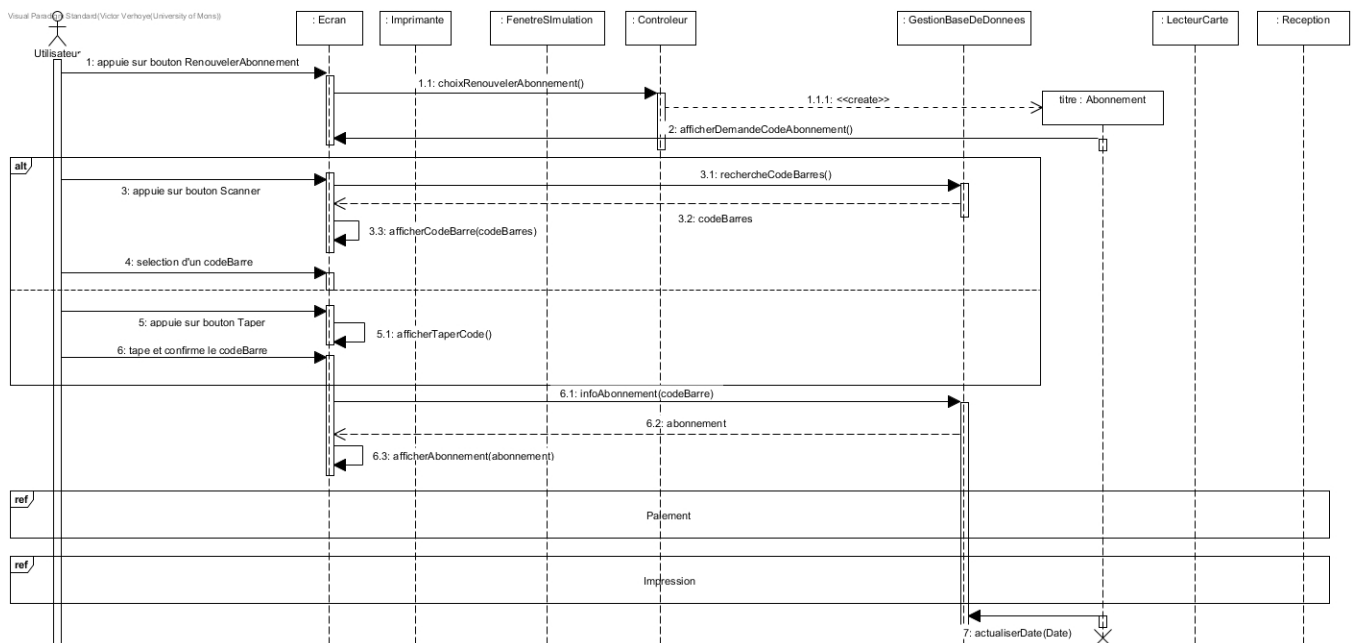 Visual Paradigm Standard(Victor Verhoye(University of Mons))
Utilisateur
: Ecran
: Imprimante
: FenetreSImulation
: Controleur
: GestionBaseDeDonnees
: LecteurCarte
: Reception
1: appuie sur bouton RenouvelerAbonnement
1.1: choixRenouvelerAbonnement()
1.1.1: <<create>>
titre : Abonnement
2: afficherDemandeCodeAbonnement()
alt
3: appuie sur bouton Scanner
3.1: rechercheCodeBarres()
3.2: codeBarres
3.3: afficherCodeBarre(codeBarres)
4: selection d'un codeBarre
5: appuie sur bouton Taper
5.1: afficherTaperCode()
6: tape et confirme le codeBarre
6.1: infoAbonnement(codeBarre)
6.2: abonnement
6.3: afficherAbonnement(abonnement)
ref
Paiement
ref
Impression
7: actualiserDate(Date)